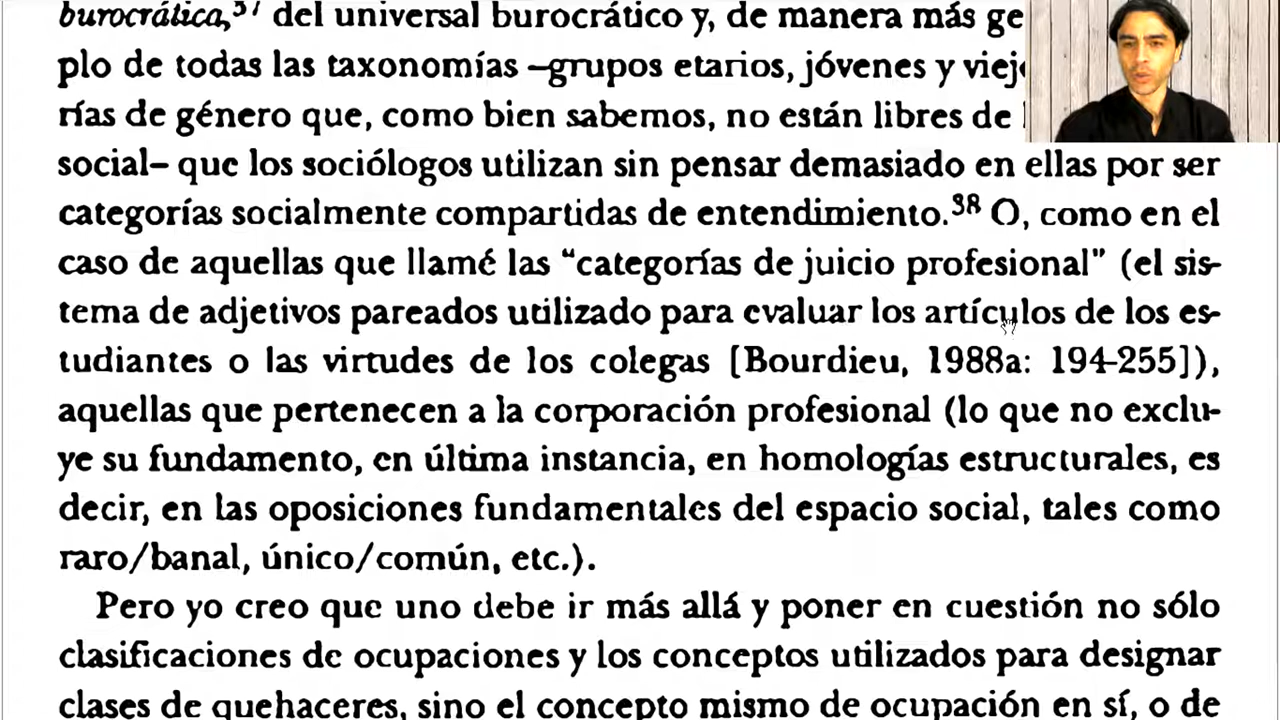 burocrática,³⁷ del universal burocrático y, de manera más ge
plo de todas las taxonomías –grupos etarios, jóvenes y viej
rías de género que, como bien sabemos, no están libres de
social– que los sociólogos utilizan sin pensar demasiado en ellas por ser
categorías socialmente compartidas de entendimiento.³⁸ O, como en el
caso de aquellas que llamé las “categorías de juicio profesional” (el sis-
tema de adjetivos pareados utilizado para evaluar los artículos de los es-
tudiantes o las virtudes de los colegas [Bourdieu, 1988a: 194-255]),
aquellas que pertenecen a la corporación profesional (lo que no exclu-
ye su fundamento, en última instancia, en homologías estructurales, es
decir, en las oposiciones fundamentales del espacio social, tales como
raro/banal, único/común, etc.).
Pero yo creo que uno debe ir más allá y poner en cuestión no sólo
clasificaciones de ocupaciones y los conceptos utilizados para designar
clases de quehaceres, sino el concepto mismo de ocupación en sí, o de